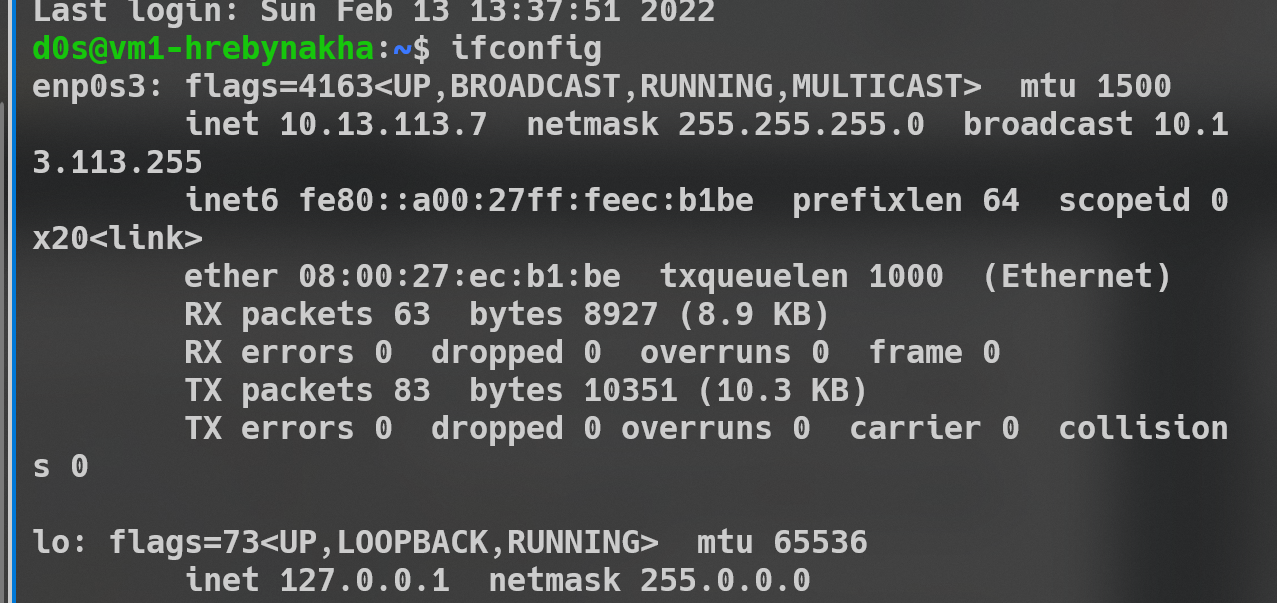 Last login: Sun Feb 13 13:37:51 2022
d0s@vm1-hrebynakha:~$ ifconfig
enp0s3: flags=4163<UP,BROADCAST,RUNNING,MULTICAST>  mtu 1500
        inet 10.13.113.7  netmask 255.255.255.0  broadcast 10.1
3.113.255
        inet6 fe80::a00:27ff:feec:b1be  prefixlen 64  scopeid 0
x20<link>
        ether 08:00:27:ec:b1:be  txqueuelen 1000  (Ethernet)
        RX packets 63  bytes 8927 (8.9 KB)
        RX errors 0  dropped 0  overruns 0  frame 0
        TX packets 83  bytes 10351 (10.3 KB)
        TX errors 0  dropped 0 overruns 0  carrier 0  collision
s 0
lo: flags=73<UP,LOOPBACK,RUNNING>  mtu 65536
        inet 127.0.0.1  netmask 255.0.0.0